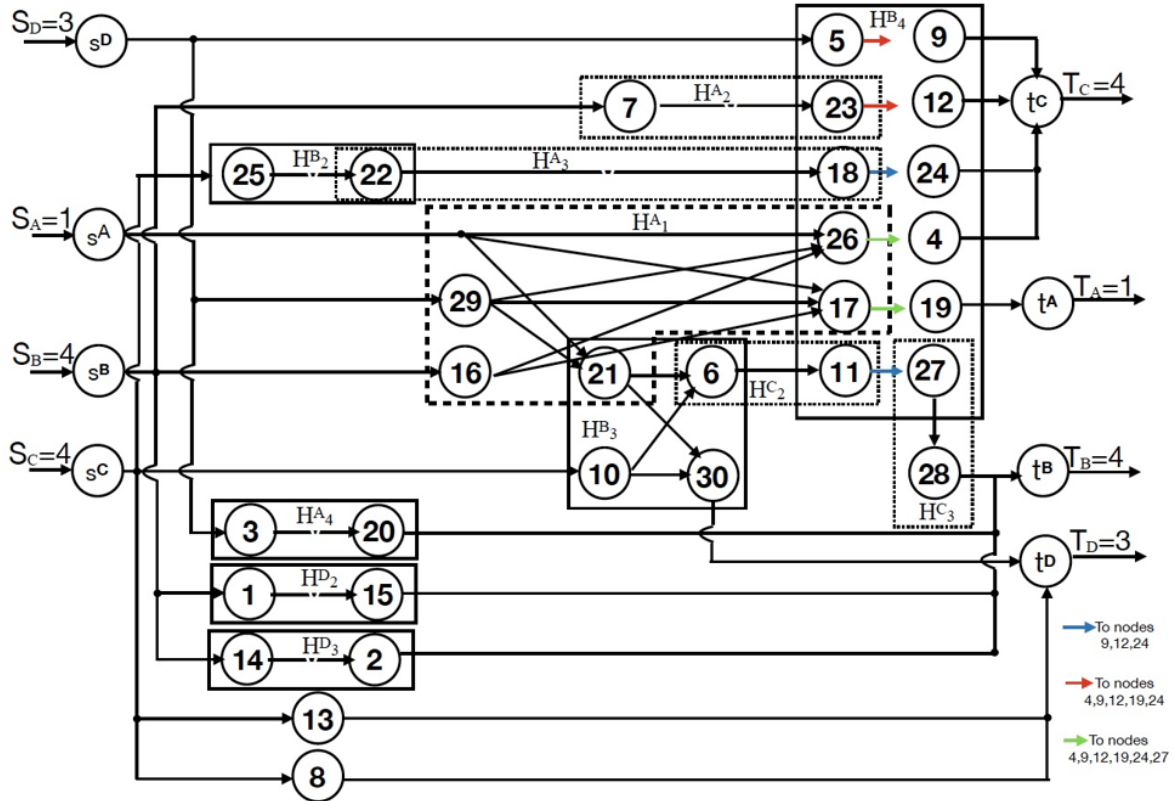 S_D=3
s^D
5
H^B_4
9
T_C=4
t^C
7
H^A_2
23
12
25
H^B_2
22
H^A_3
18
24
S_A=1
s^A
H^A_1
26
4
29
17
19
t^A
T_A=1
S_B=4
s^B
16
21
6
H^C_2
11
27
H^B_3
S_C=4
s^C
10
30
28
t^B
T_B=4
H^C_3
3
H^A_4
20
t^D
T_D=3
1
H^D_2
15
To nodes
9,12,24
14
H^D_3
2
To nodes
4,9,12,19,24
13
To nodes
4,9,12,19,24,27
8